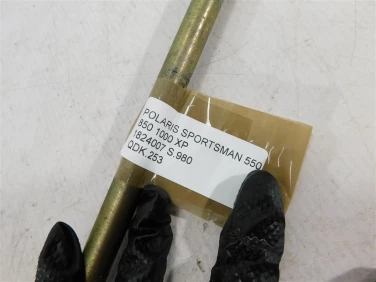 POLARIS SPORTSMAN 550
850 1000 XP
1824007 S.980
QDK.253